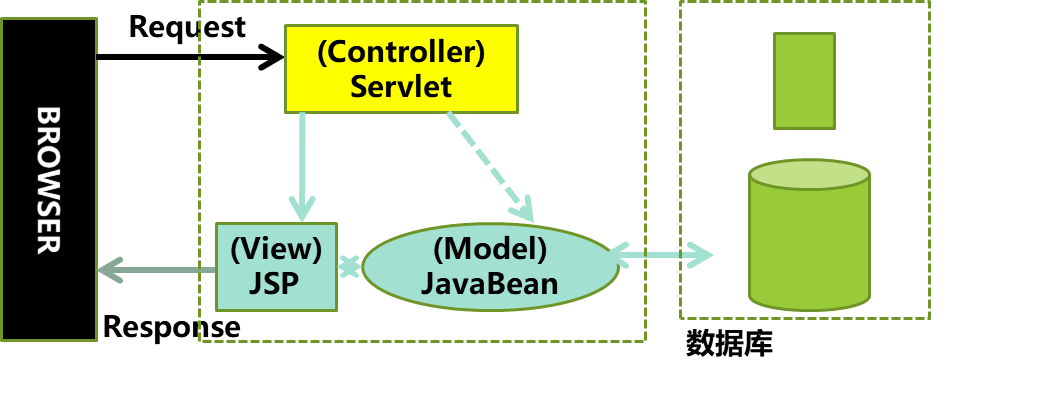 Request
(Controller)
Servlet
BROWSER
(View)
JSP
(Model)
JavaBean
Response
数据库